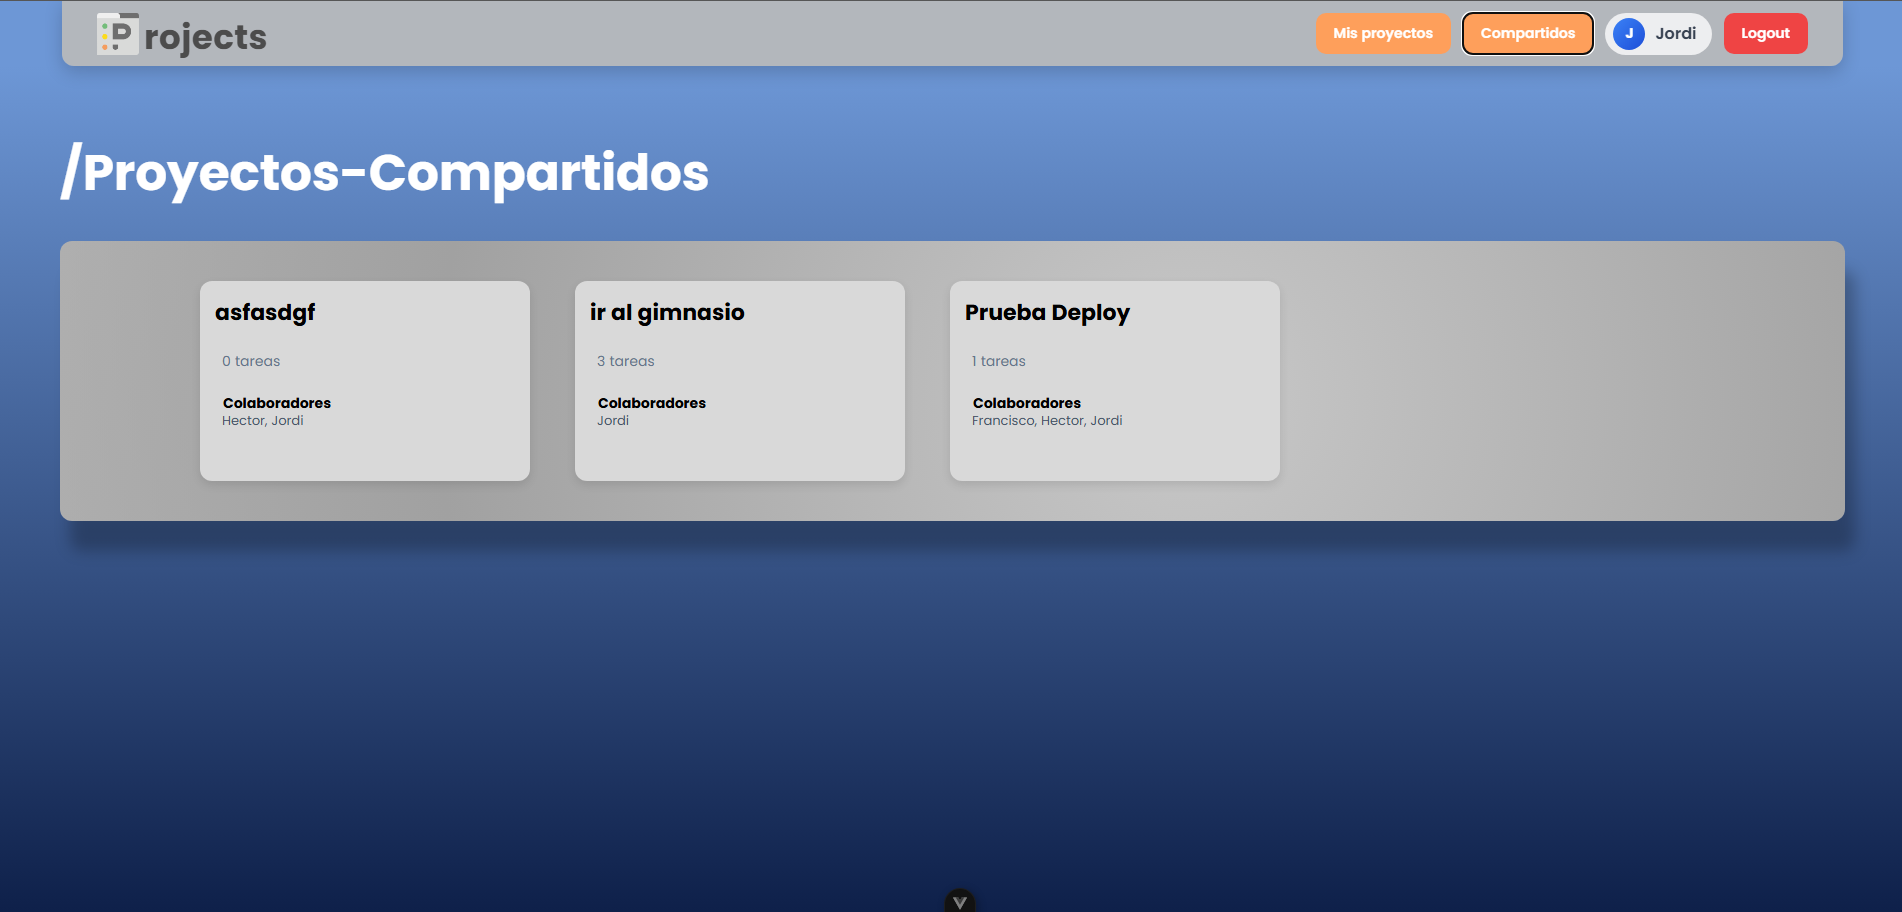 Projects
Mis proyectos
Compartidos
J Jordi
Logout
/Proyectos-Compartidos
asfasdgf
0 tareas
Colaboradores
Hector, Jordi
ir al gimnasio
3 tareas
Colaboradores
Jordi
Prueba Deploy
1 tareas
Colaboradores
Francisco, Hector, Jordi